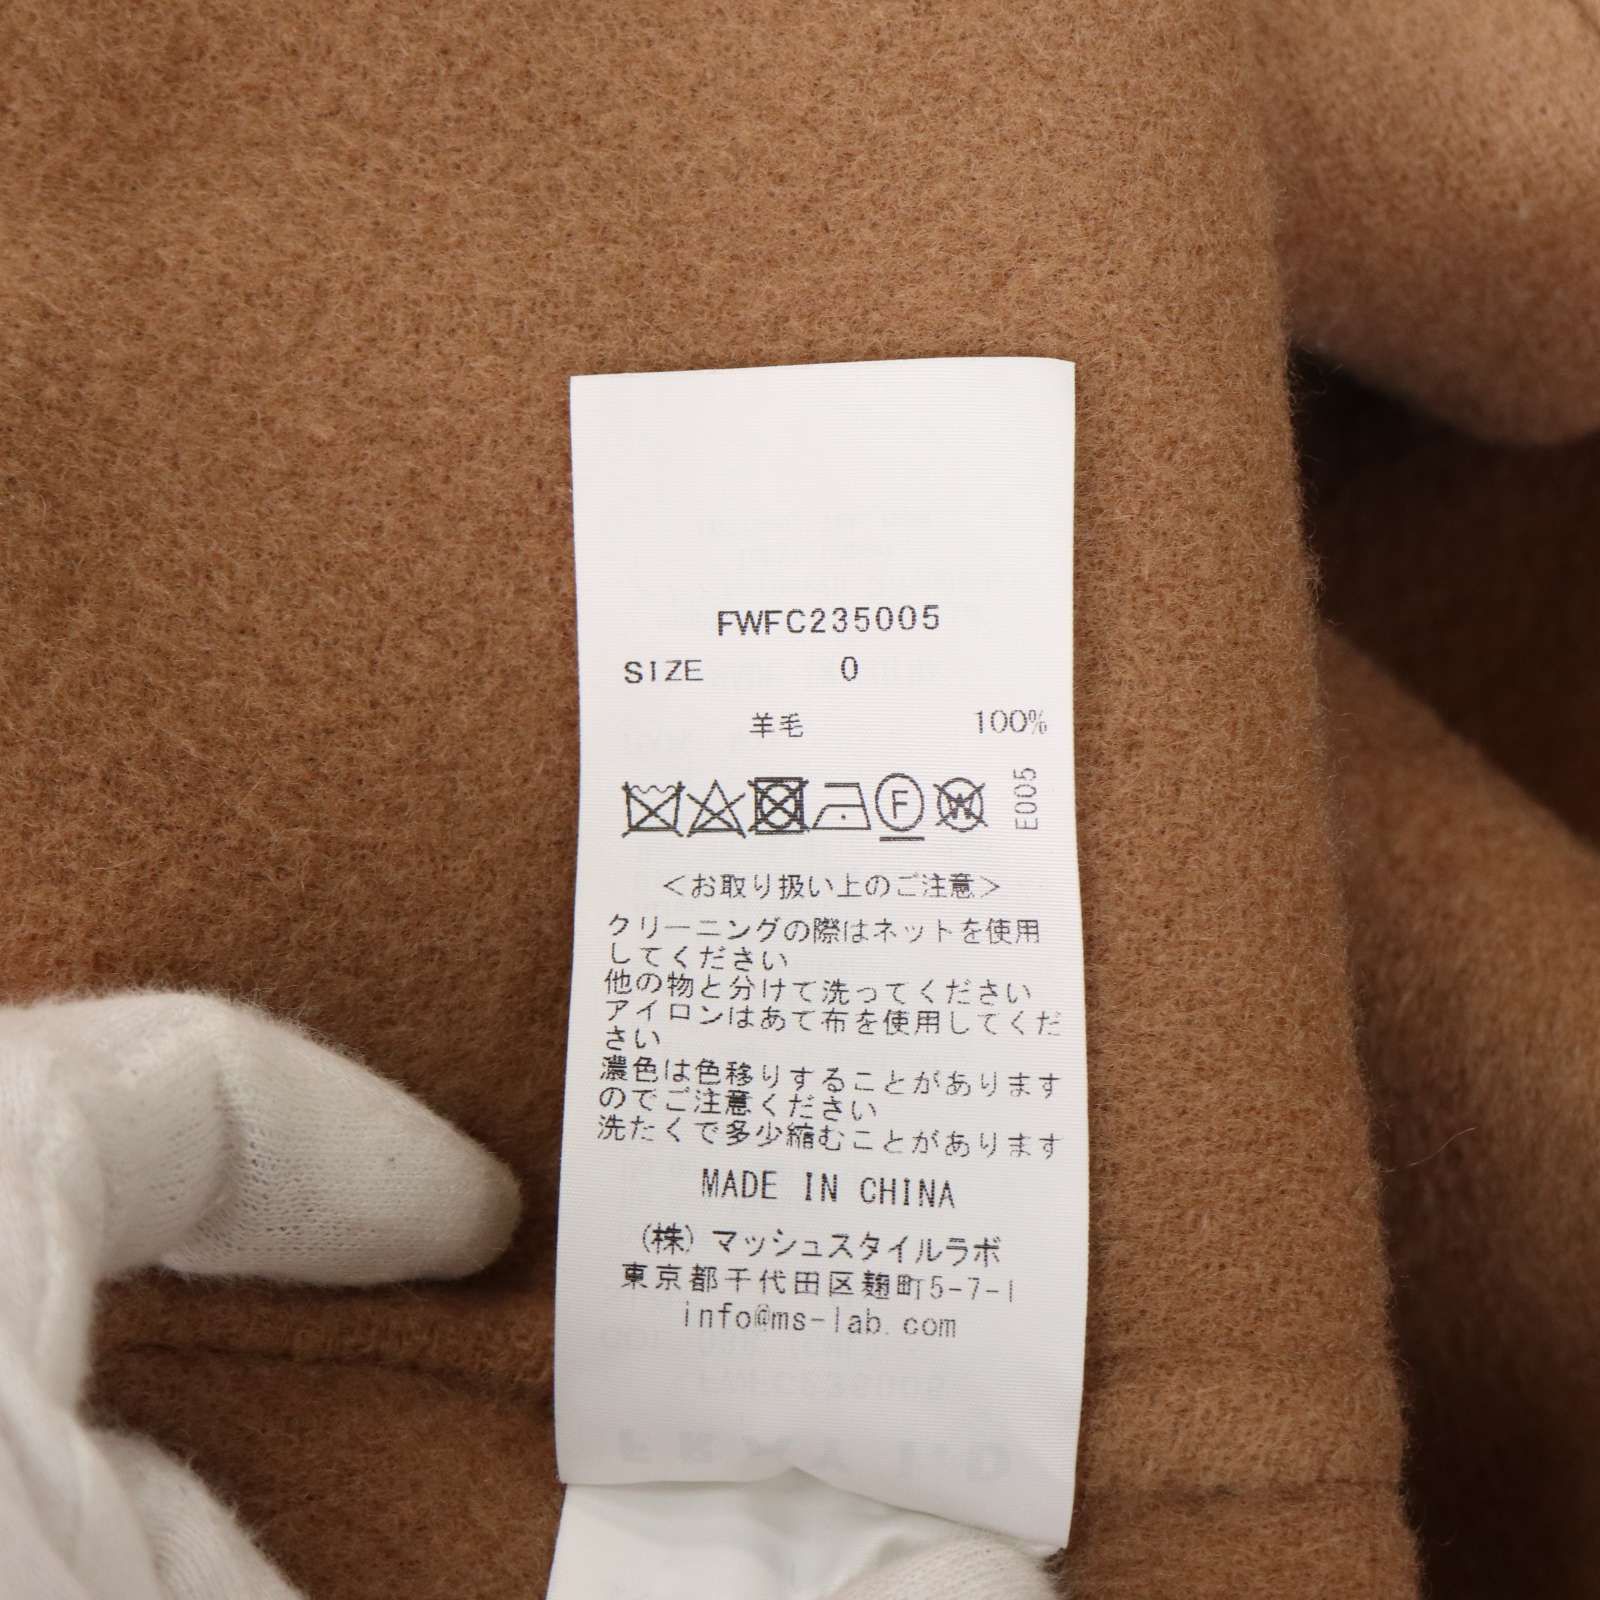 FWFC235005
SIZE 0
羊毛 100%
F W E005
<お取り扱い上のご注意>
クリーニングの際はネットを使用
してください
他の物と分けて洗ってください
アイロンはあて布を使用してくだ
さい
濃色は色移りすることがあります
のでご注意ください
洗たくで多少縮むことがあります
MADE IN CHINA
(株)マッシュスタイルラボ
東京都千代田区麹町5-7-1
info@ms-lab.com